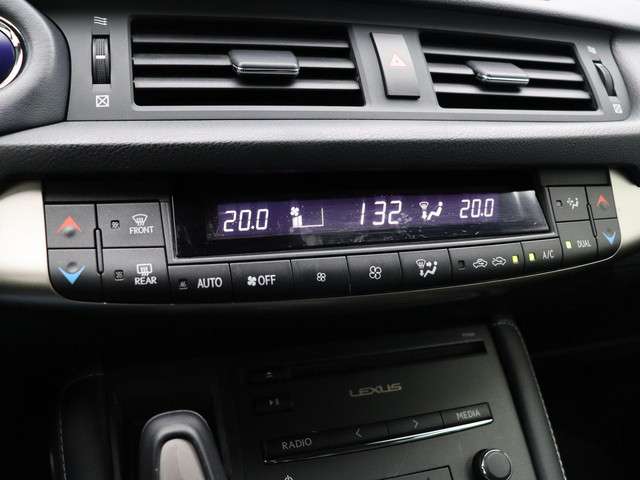 20.0 132 20.0
FRONT
REAR AUTO OFF A/C DUAL
LEXUS
RADIO MEDIA